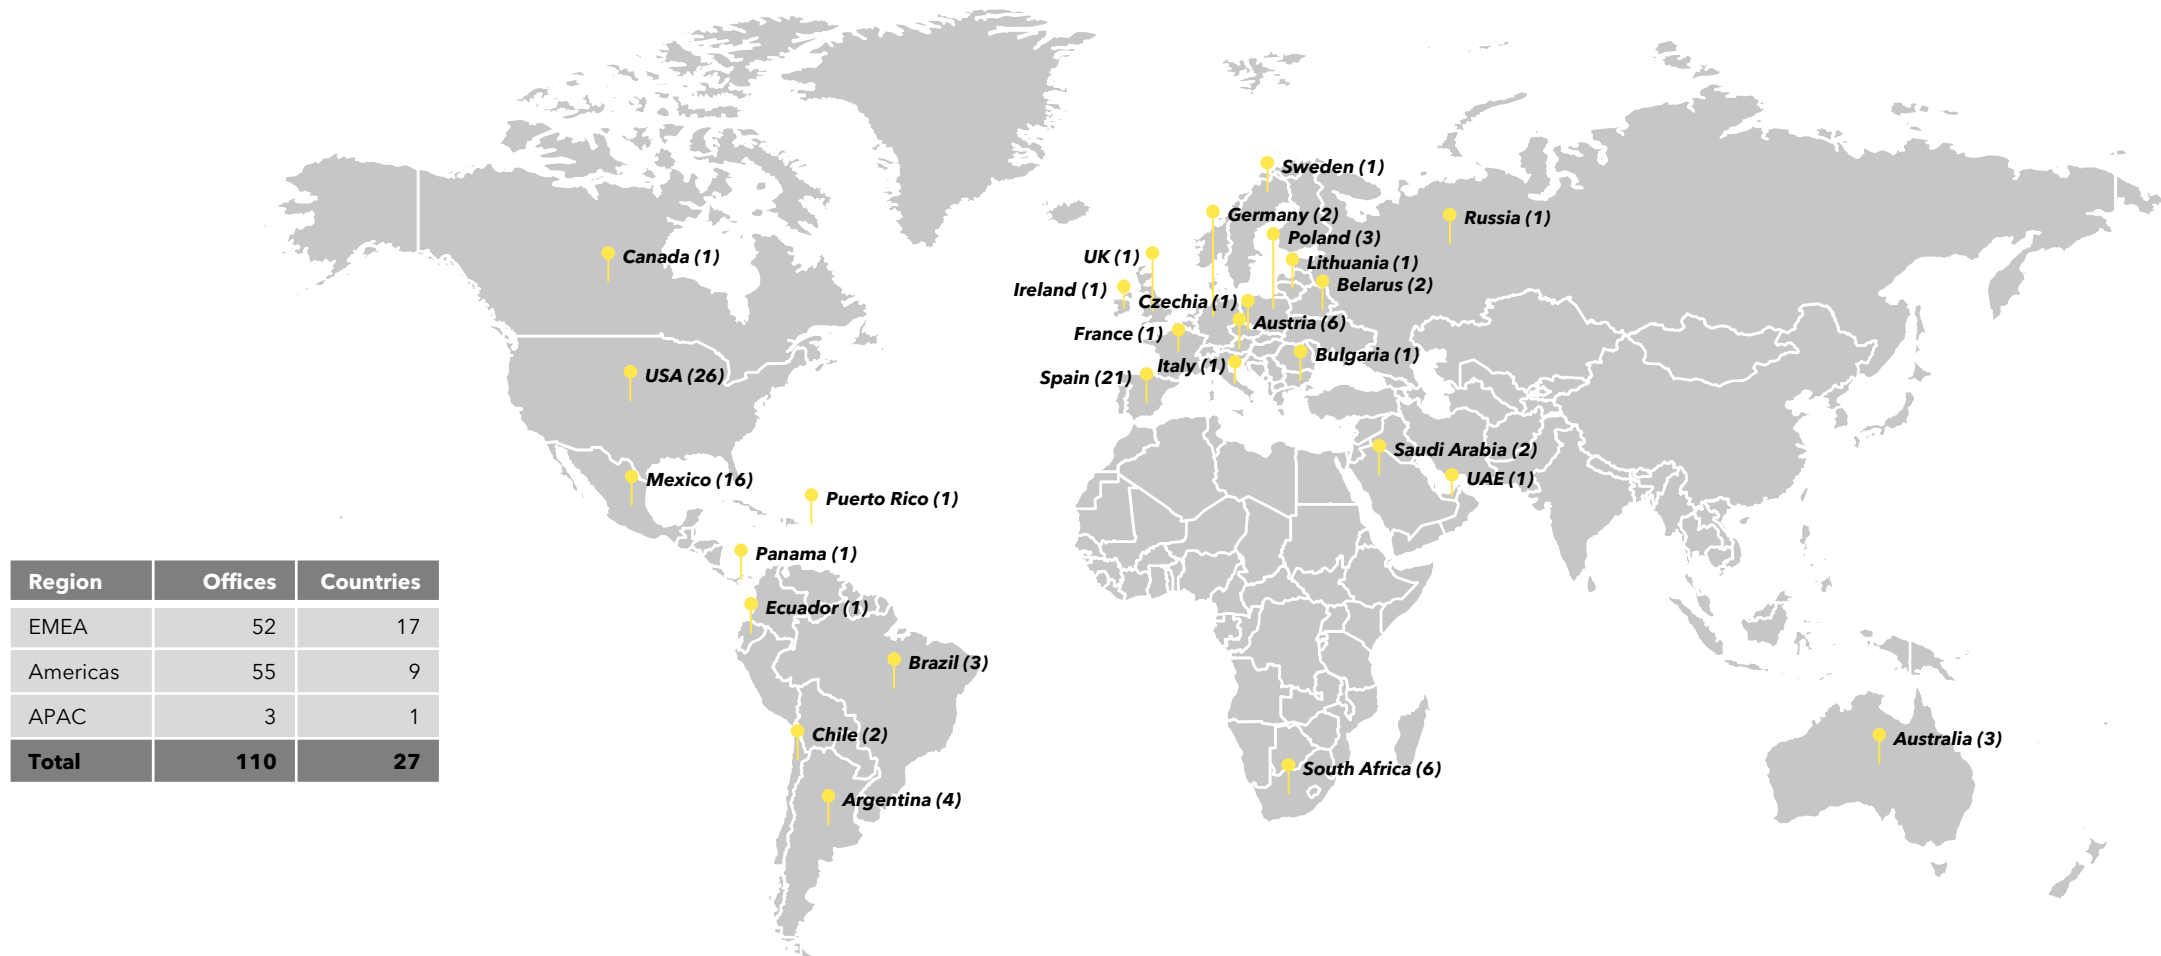 Sweden (1)
Germany (2)
Russia (1)
Poland (3)
UK (1)
Canada (1)
Lithuania (1)
Belarus (2)
Ireland (1)
Czechia (1)
Austria (6)
France (1)
Bulgaria (1)
Italy (1)
USA (26)
Spain (21)
Saudi Arabia (2)
Mexico (16)
UAE (1)
Puerto Rico (1)
Panama (1)
Region Offices Countries
Ecuador (1)
EMEA 52 17
Brazil (3)
Americas 55 9
APAC 3 1
Chile (2)
Australia (3)
Total 110 27
South Africa (6)
Argentina (4)